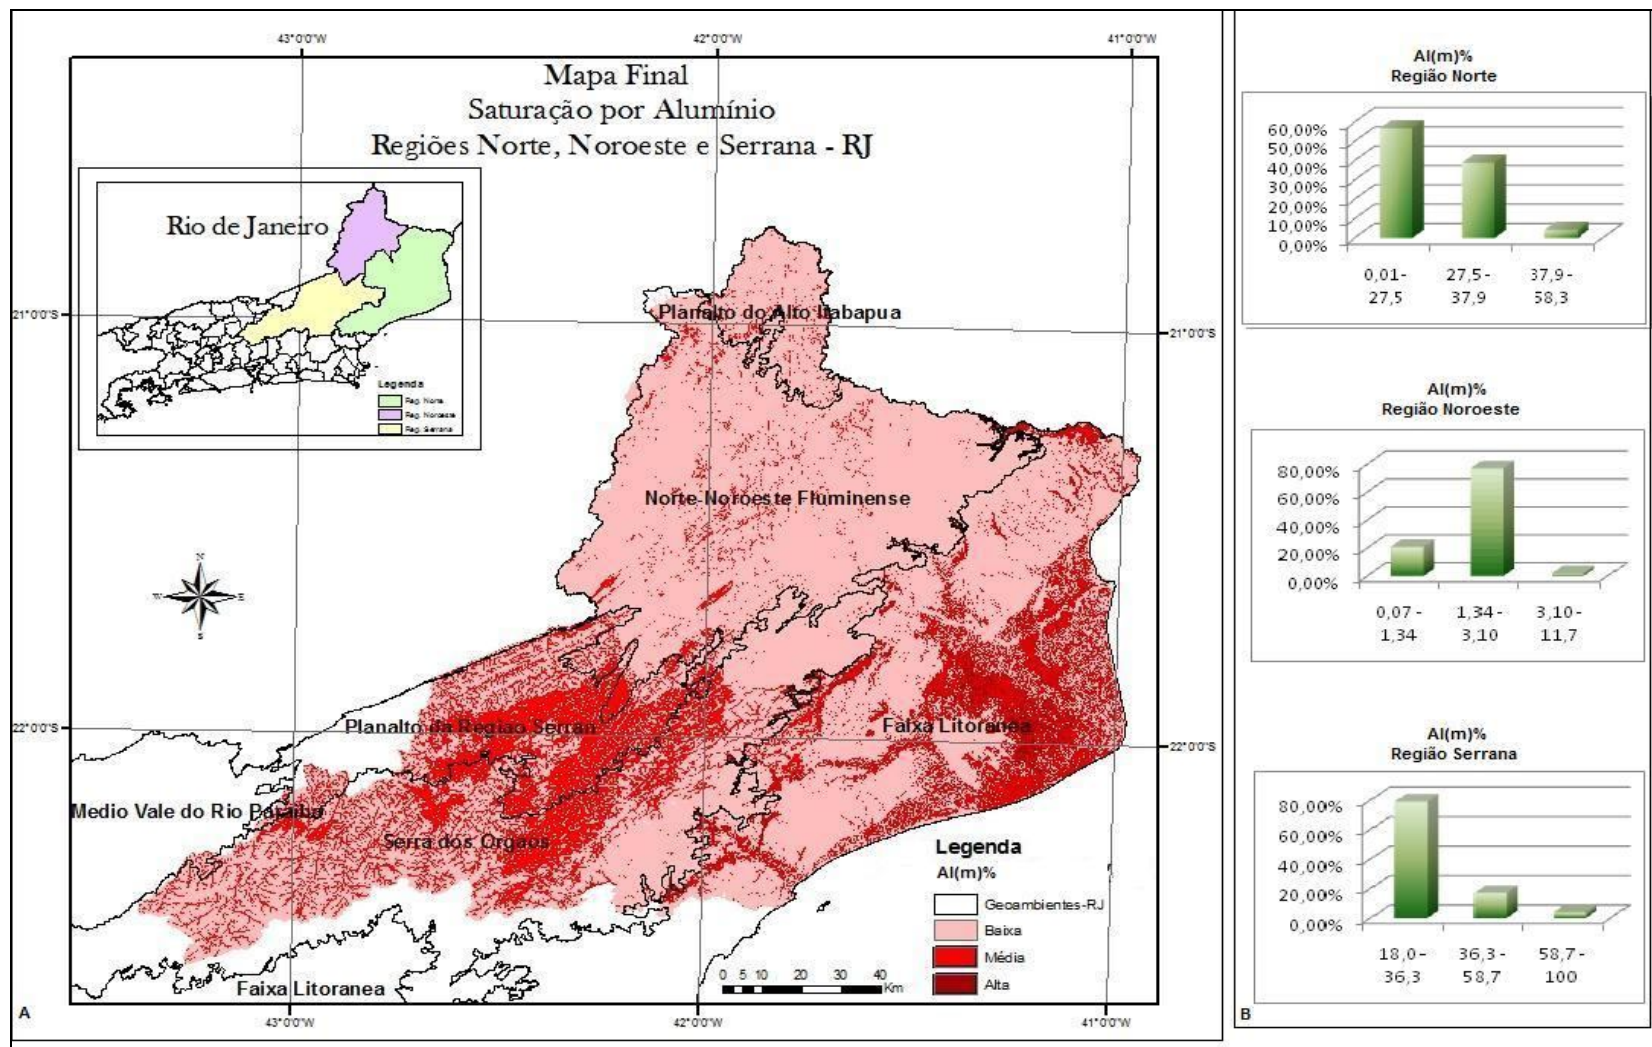 43°0'0"W
42°0'0"W
41°0'0"W
Mapa Final
Saturação por Alumínio
Regiões Norte, Noroeste e Serrana - RJ
Rio de Janeiro
Legenda
Reg. Norte
Reg. Noroeste
Reg. Serrana
21°0'0"S
21°0'0"S
Planalto do Alto Itabapua
Norte-Noroeste Fluminense
N
W
E
S
22°0'0"S
22°0'0"S
Planalto da Regiao Serran
Faixa Litoranea
Medio Vale do Rio Paraiba
Serra dos Orgaos
Faixa Litoranea
Legenda
Al(m)%
Geoambientes-RJ
Baixa
Média
Alta
0 5 10 20 30 40
Km
A
43°0'0"W
42°0'0"W
41°0'0"W
Al(m)%
Região Norte
60,00%
50,00%
40,00%
30,00%
20,00%
10,00%
0,00%
0,01- 27,5- 37,9-
27,5 37,9 58,3
Al(m)%
Região Noroeste
80,00%
60,00%
40,00%
20,00%
0,00%
0,07- 1,34- 3,10-
1,34 3,10 11,7
Al(m)%
Região Serrana
80,00%
60,00%
40,00%
20,00%
0,00%
18,0- 36,3- 58,7-
36,3 58,7 100
B